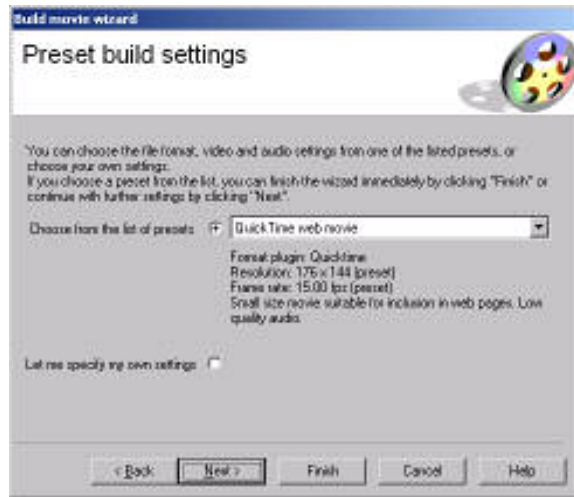 Build movie wizard
Preset build settings
You can choose the file format, video and audio settings from one of the listed presets, or
choose your own settings.
If you choose a preset from the list, you can finish the wizard immediately by clicking "Finish" or
continue with further settings by clicking "Next".
Choose from the list of presets QuickTime web movie
Format plugin: Quicktime
Resolution: 176 x 144 (preset)
Frame rate: 15.00 fps (preset)
Small size movie suitable for inclusion in web pages. Low
quality audio.
Let me specify my own settings
< Back Next > Finish Cancel Help